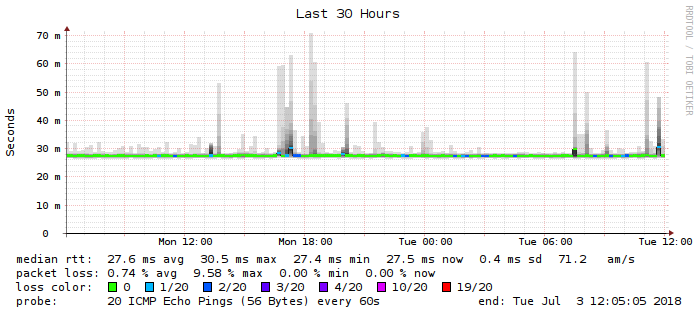 Last 30 Hours
RRDTOOL / TOBI OETIKER
Seconds
70 m
60 m
50 m
40 m
30 m
20 m
10 m
0
Mon 12:00 Mon 18:00 Tue 00:00 Tue 06:00 Tue 12:00
median rtt: 27.6 ms avg 30.5 ms max 27.4 ms min 27.5 ms now 0.4 ms sd 71.2 am/s
packet loss: 0.74 % avg 9.58 % max 0.00 % min 0.00 % now
loss color: 0 1/20 2/20 3/20 4/20 10/20 19/20
probe: 20 ICMP Echo Pings (56 Bytes) every 60s end: Tue Jul 3 12:05:05 2018